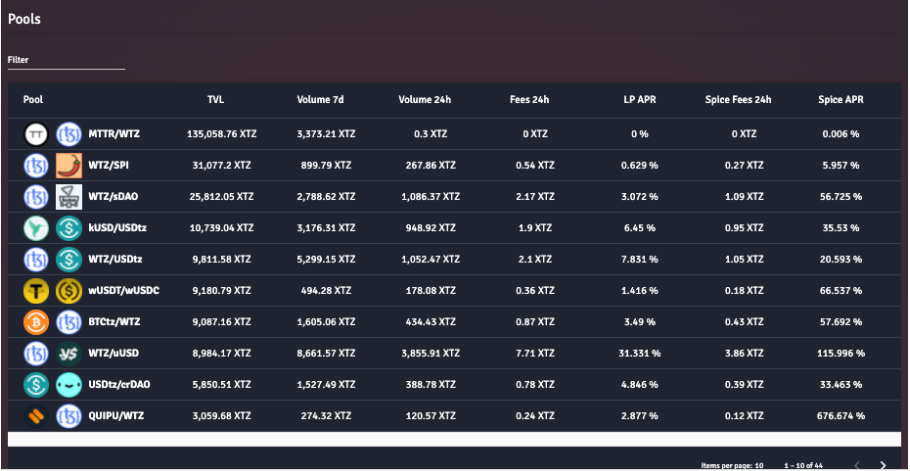 Pools
Filter
Pool TVL Volume 7d Volume 24h Fees 24h LP APR Spice Fees 24h Spice APR
MTTR/WTZ 135,058.76 XTZ 3,373.21 XTZ 0.3 XTZ 0 XTZ 0 % 0 XTZ 0.006 %
WTZ/SPI 31,077.2 XTZ 899.79 XTZ 267.86 XTZ 0.54 XTZ 0.629 % 0.27 XTZ 5.957 %
WTZ/sDAO 25,812.05 XTZ 2,788.62 XTZ 1,086.37 XTZ 2.17 XTZ 3.072 % 1.09 XTZ 56.725 %
kUSD/USDtz 10,739.04 XTZ 3,176.31 XTZ 948.92 XTZ 1.9 XTZ 6.45 % 0.95 XTZ 35.53 %
WTZ/USDtz 9,811.58 XTZ 5,299.15 XTZ 1,052.47 XTZ 2.1 XTZ 7.831 % 1.05 XTZ 20.593 %
wUSDT/wUSDC 9,180.79 XTZ 494.28 XTZ 178.08 XTZ 0.36 XTZ 1.416 % 0.18 XTZ 66.537 %
BTCtz/WTZ 9,087.16 XTZ 1,605.06 XTZ 434.43 XTZ 0.87 XTZ 3.49 % 0.43 XTZ 57.692 %
WTZ/uUSD 8,984.17 XTZ 8,661.57 XTZ 3,855.91 XTZ 7.71 XTZ 31.331 % 3.86 XTZ 115.996 %
USDtz/crDAO 5,850.51 XTZ 1,527.49 XTZ 388.78 XTZ 0.78 XTZ 4.846 % 0.39 XTZ 33.463 %
QUIPU/WTZ 3,059.68 XTZ 274.32 XTZ 120.57 XTZ 0.24 XTZ 2.877 % 0.12 XTZ 676.674 %
Items per page: 10 1 – 10 of 44